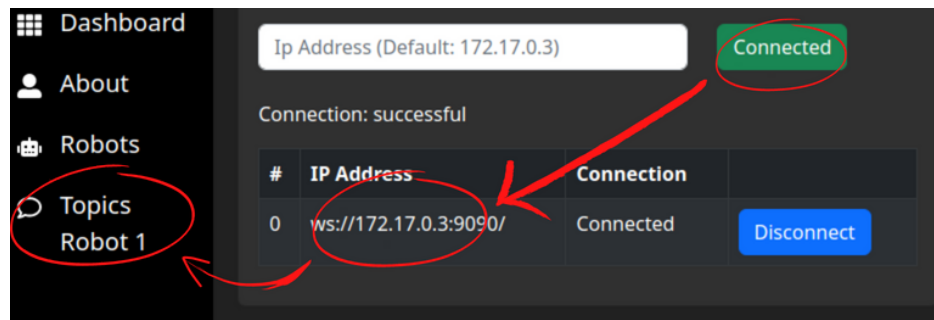 Dashboard
About
Robots
Topics
Robot 1
Ip Address (Default: 172.17.0.3)
Connected
Connection: successful
# IP Address Connection
0 ws://172.17.0.3:9090/ Connected Disconnect